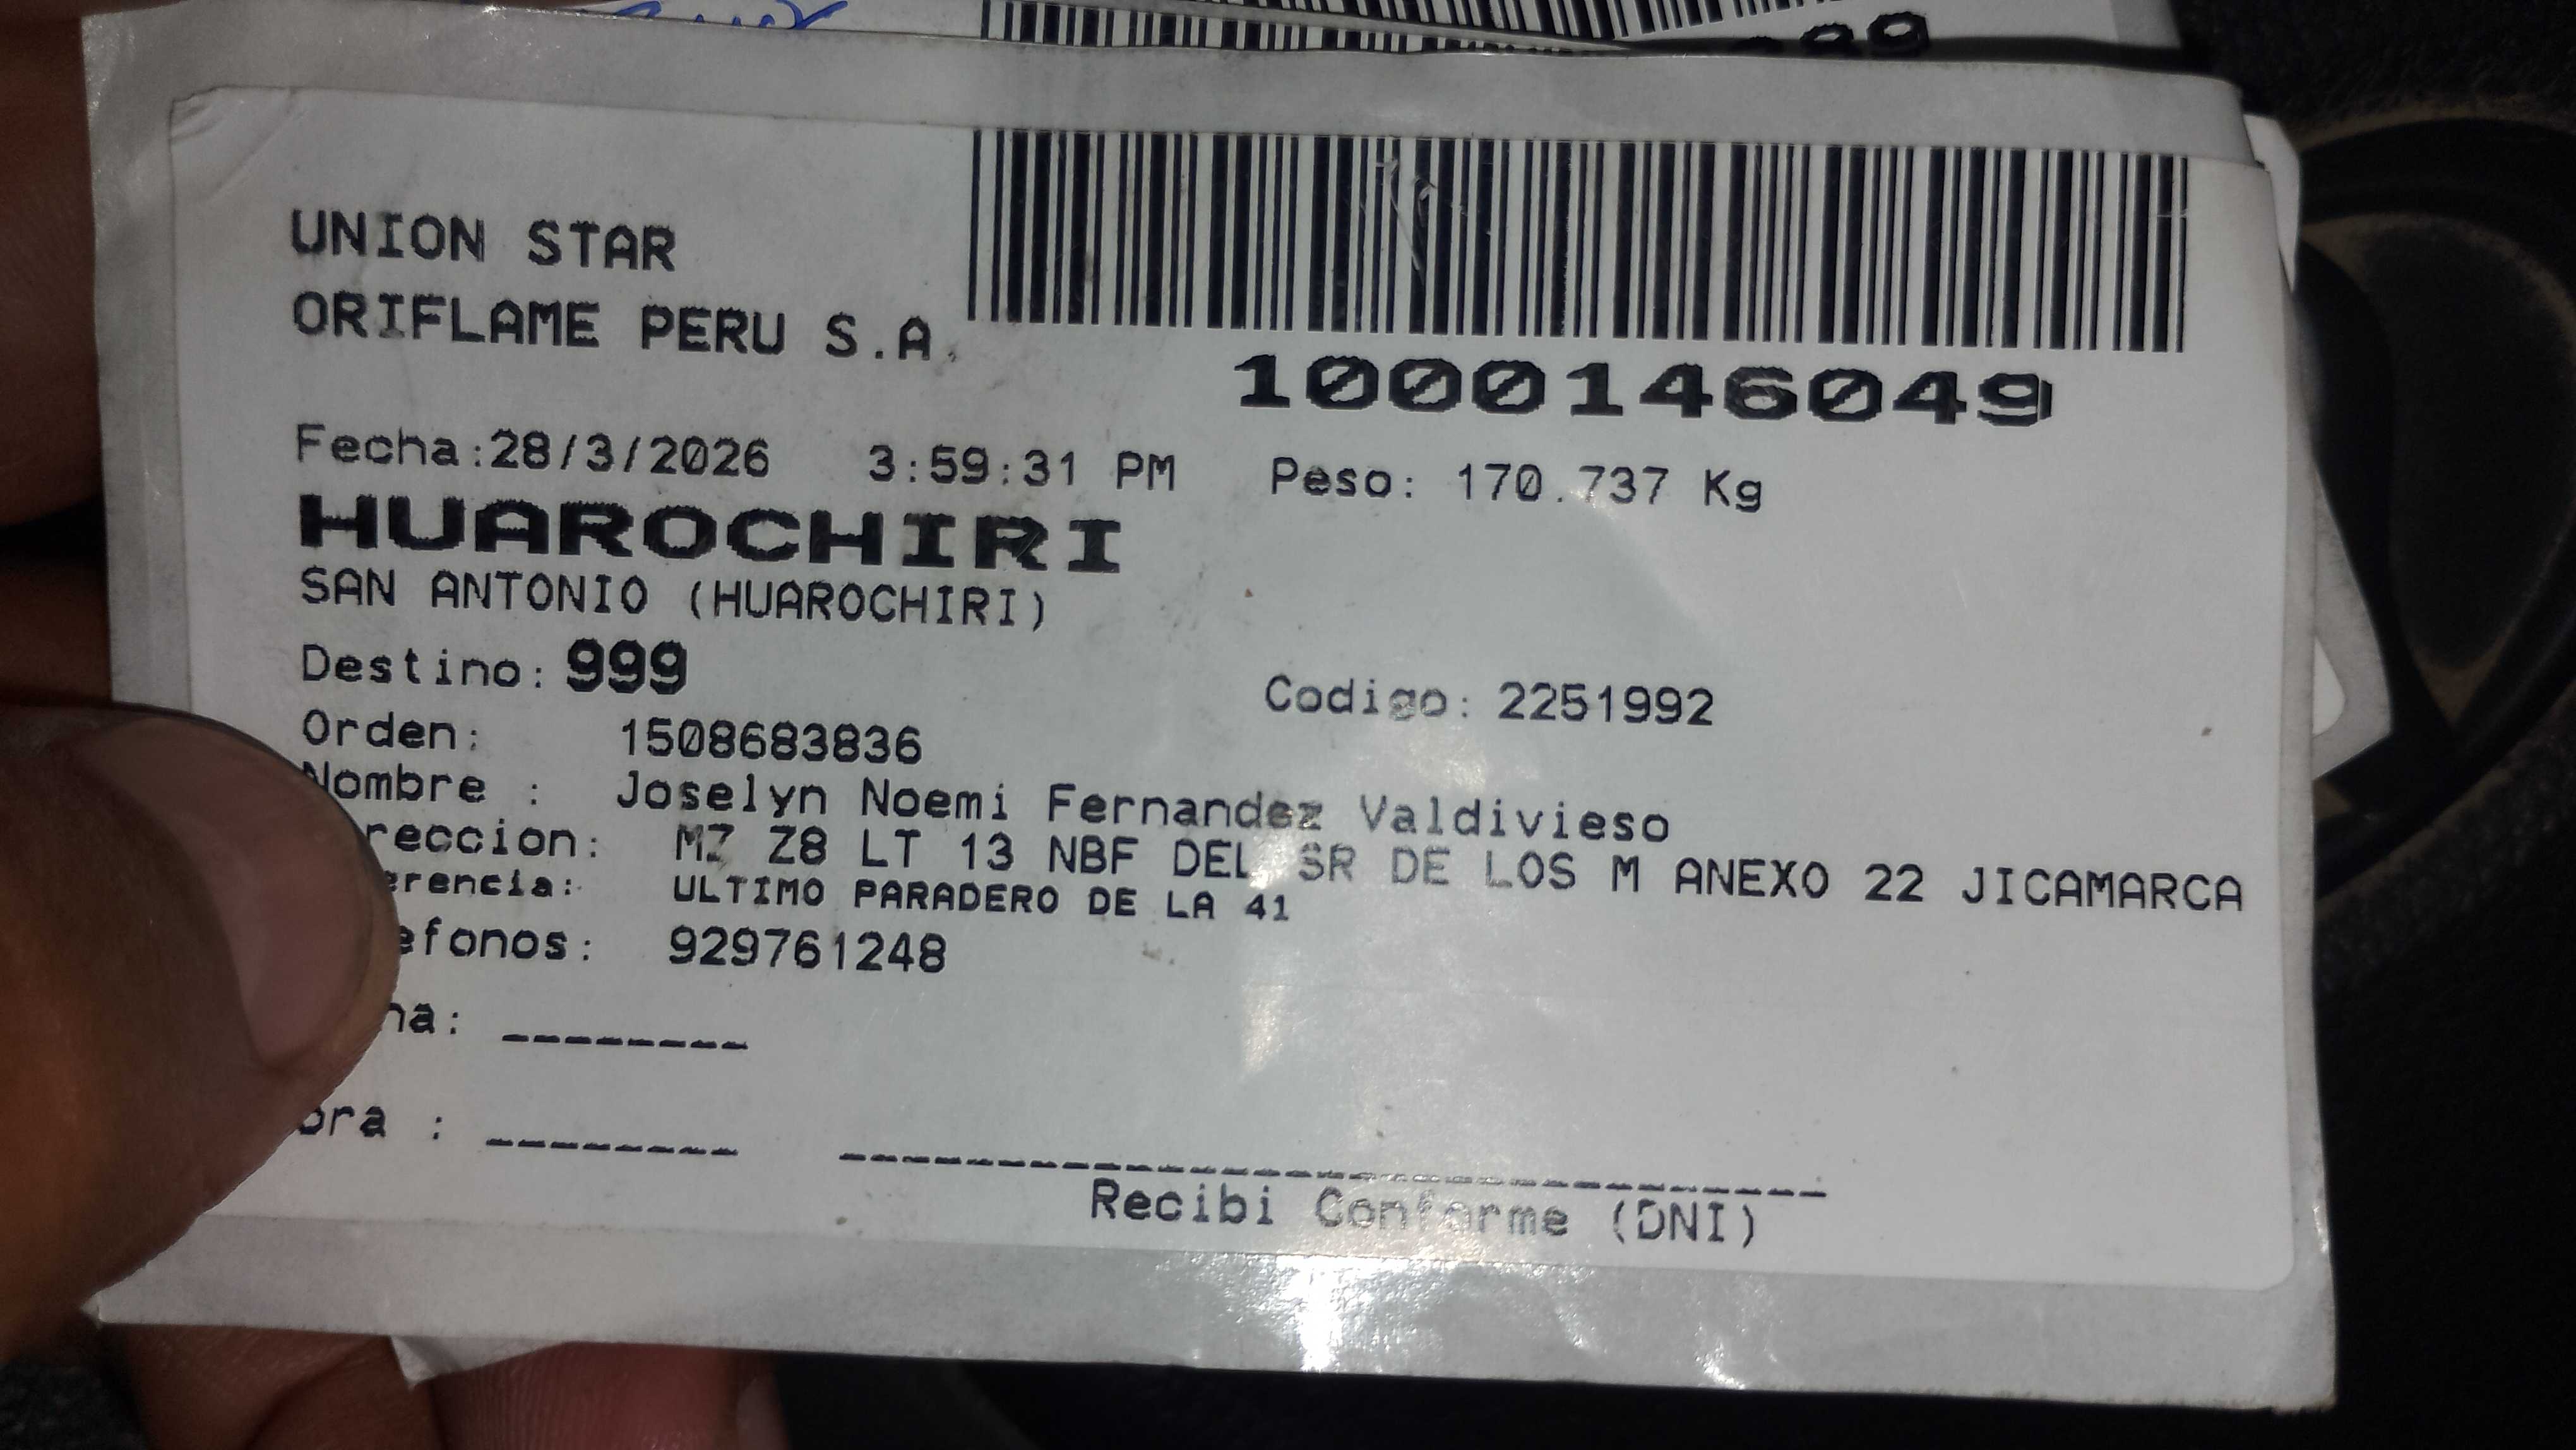 UNION STAR
ORIFLAME PERU S.A.
1000146049
Fecha:28/3/2026 3:59:31 PM Peso: 170.737 Kg
HUAROCHIRI
SAN ANTONIO (HUAROCHIRI)
Destino: 999
Codigo: 2251992
Orden: 1508683836
Nombre : Joselyn Noemi Fernandez Valdivieso
reccion: MZ Z8 LT 13 NBF DEL SR DE LOS M ANEXO 22 JICAMARCA
erencia: ULTIMO PARADERO DE LA 41
efonos: 929761248
ha: ________
ora : ________
Recibi Conforme (DNI)